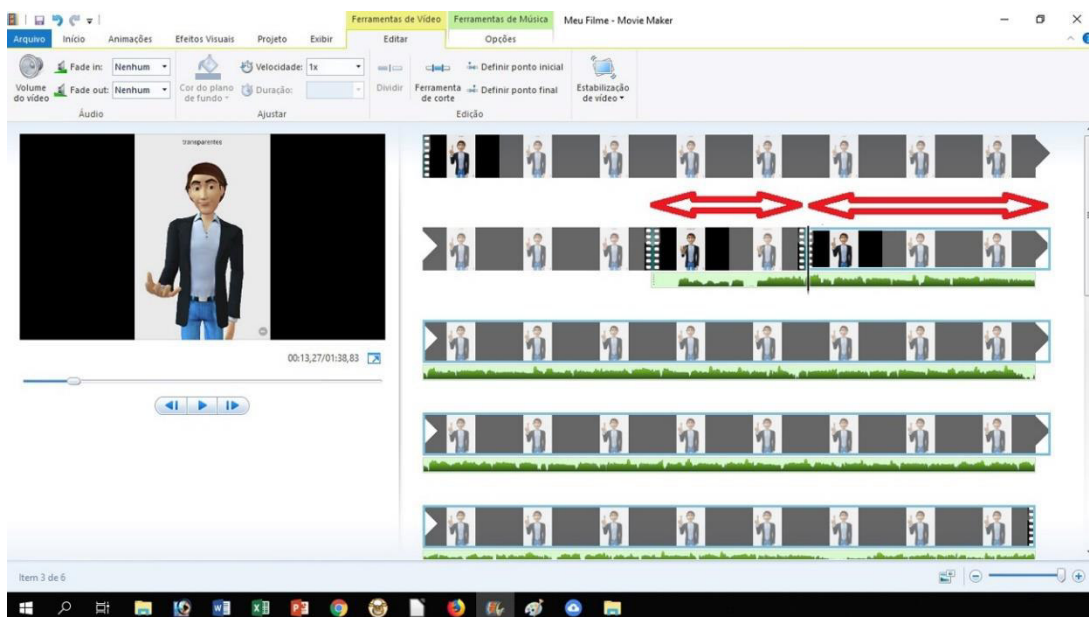 Ferramentas de Vídeo Ferramentas de Música Meu Filme - Movie Maker
Arquivo Início Animações Efeitos Visuais Projeto Exibir Editar Opções
Volume do vídeo
Fade in: Nenhum
Fade out: Nenhum
Áudio
Cor do plano de fundo
Velocidade: 1x
Duração:
Ajustar
Dividir
Ferramenta de corte
Definir ponto inicial
Definir ponto final
Edição
Estabilização de vídeo
transparentes
00:13,27/01:38,83
Item 3 de 6